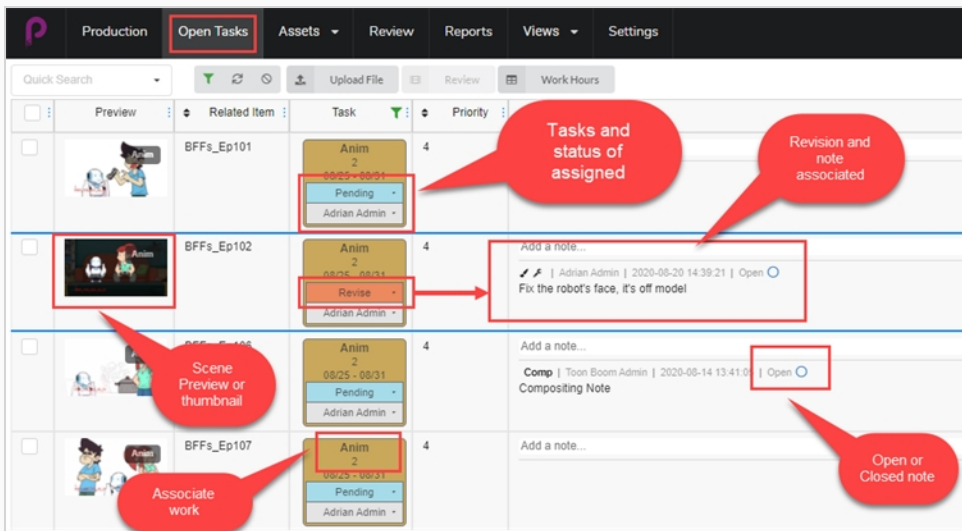 Production Open Tasks Assets Review Reports Views Settings
Quick Search Upload File Review Work Hours
Preview Related Item Task Priority
Anim
BFFs_Ep101
Anim
2
08/25 - 08/31
Pending
Adrian Admin
4
Tasks and
status of
assigned
Revision and
note
associated
Anim
BFFs_Ep102
Anim
2
08/25 - 08/31
Revise
Adrian Admin
4
Add a note...
| Adrian Admin | 2020-08-20 14:39:21 | Open
Fix the robot's face, it's off model
Scene
Preview or
thumbnail
Anim
2
08/25 - 08/31
Pending
Adrian Admin
4
Add a note...
Comp | Toon Boom Admin | 2020-08-14 13:41:05 | Open
Compositing Note
Anim
BFFs_Ep107
Anim
2
08/25 - 08/31
Pending
Adrian Admin
4
Add a note...
Associate
work
Open or
Closed note